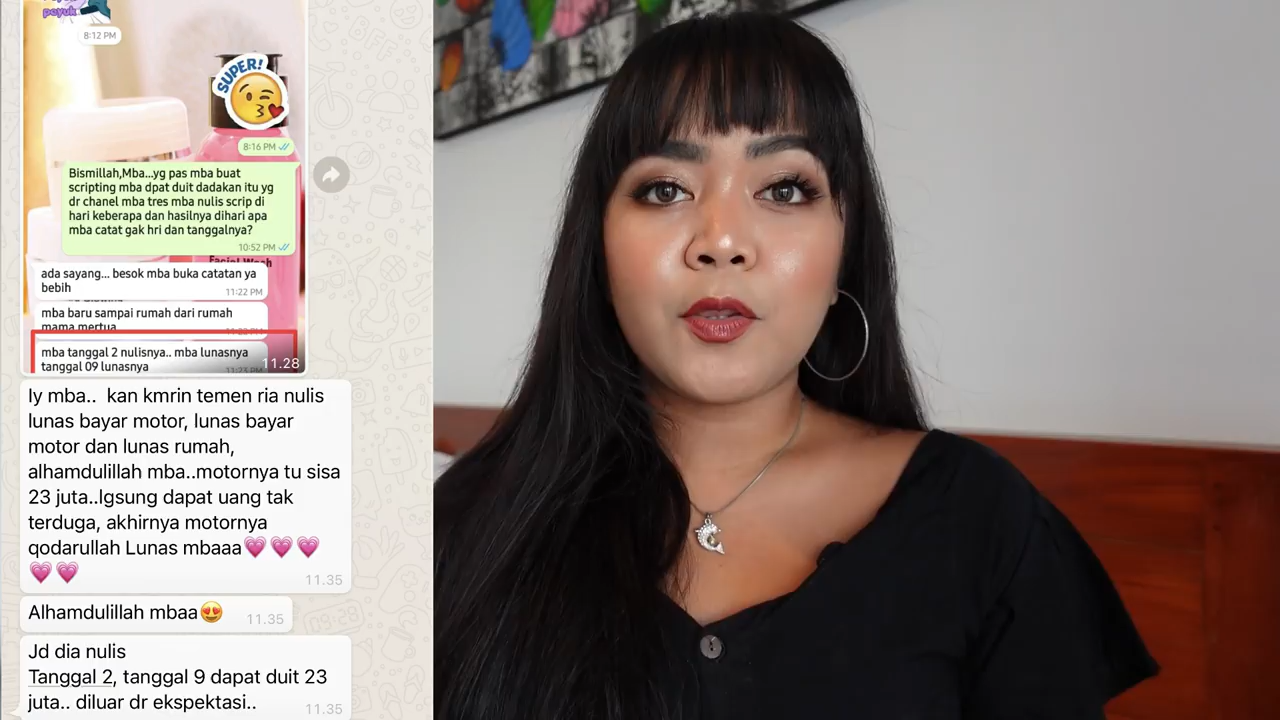 payuk
8:12 PM
SUPER!
8:16 PM
Bismillah,Mba...yg pas mba buat
scripting mba dpat duit dadakan itu yg
dr chanel mba tres mba nulis scrip di
hari keberapa dan hasilnya dihari apa
mba catat gak hri dan tanggalnya?
10:52 PM
Facial Wash
ada sayang... besok mba buka catatan ya
bebih
11:22 PM
mba baru sampai rumah dari rumah
mama mertua
mba tanggal 2 nulisnya.. mba lunasnya
tanggal 09 lunasnya
11:23 PM
11.28
Iy mba..  kan kmrin temen ria nulis
lunas bayar motor, lunas bayar
motor dan lunas rumah,
alhamdulillah mba..motornya tu sisa
23 juta..lgsung dapat uang tak
terduga, akhirnya motornya
qodarullah Lunas mbaaa💗💗💗
💗💗
11.35
Alhamdulillah mbaa😍
11.35
Jd dia nulis
Tanggal 2, tanggal 9 dapat duit 23
juta.. diluar dr ekspektasi..
11.35